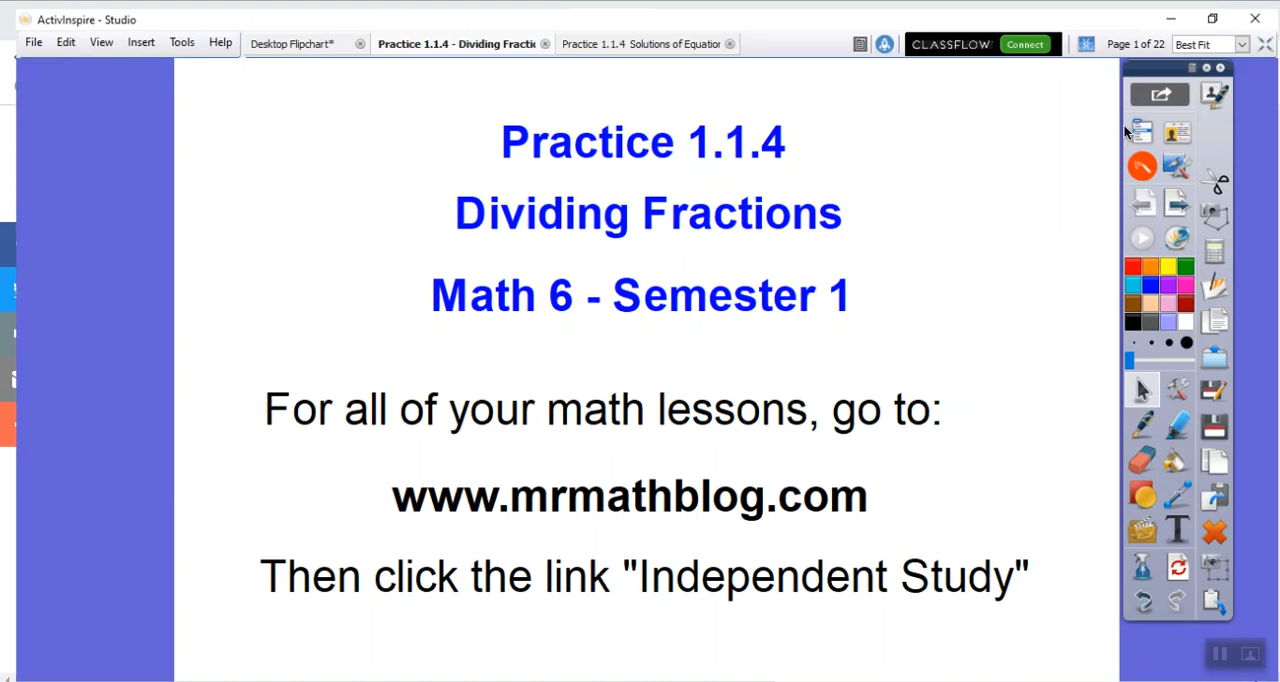 ActivInspire - Studio
File Edit View Insert Tools Help
Desktop Flipchart* Practice 1.1.4 - Dividing Fractic Practice 1.1.4 Solutions of Equation CLASSFLOW Connect Page 1 of 22 Best Fit
Practice 1.1.4
Dividing Fractions
Math 6 - Semester 1
For all of your math lessons, go to:
www.mrmathblog.com
Then click the link "Independent Study"
T